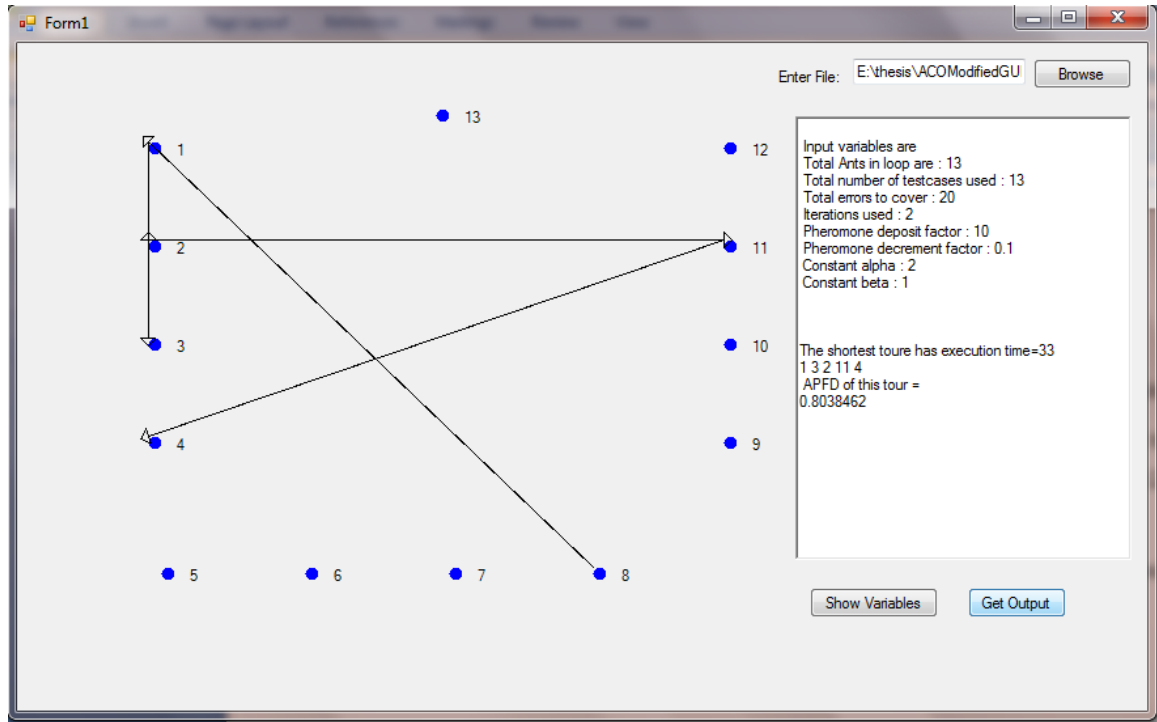 Form1
Enter File: E:\thesis\ACOModifiedGU
Browse
13
1
12
2
11
3
10
4
9
5
6
7
8
Input variables are
Total Ants in loop are : 13
Total number of testcases used : 13
Total errors to cover : 20
Iterations used : 2
Pheromone deposit factor : 10
Pheromone decrement factor : 0.1
Constant alpha : 2
Constant beta : 1
The shortest toure has execution time=33
1 3 2 11 4
APFD of this tour =
0.8038462
Show Variables
Get Output